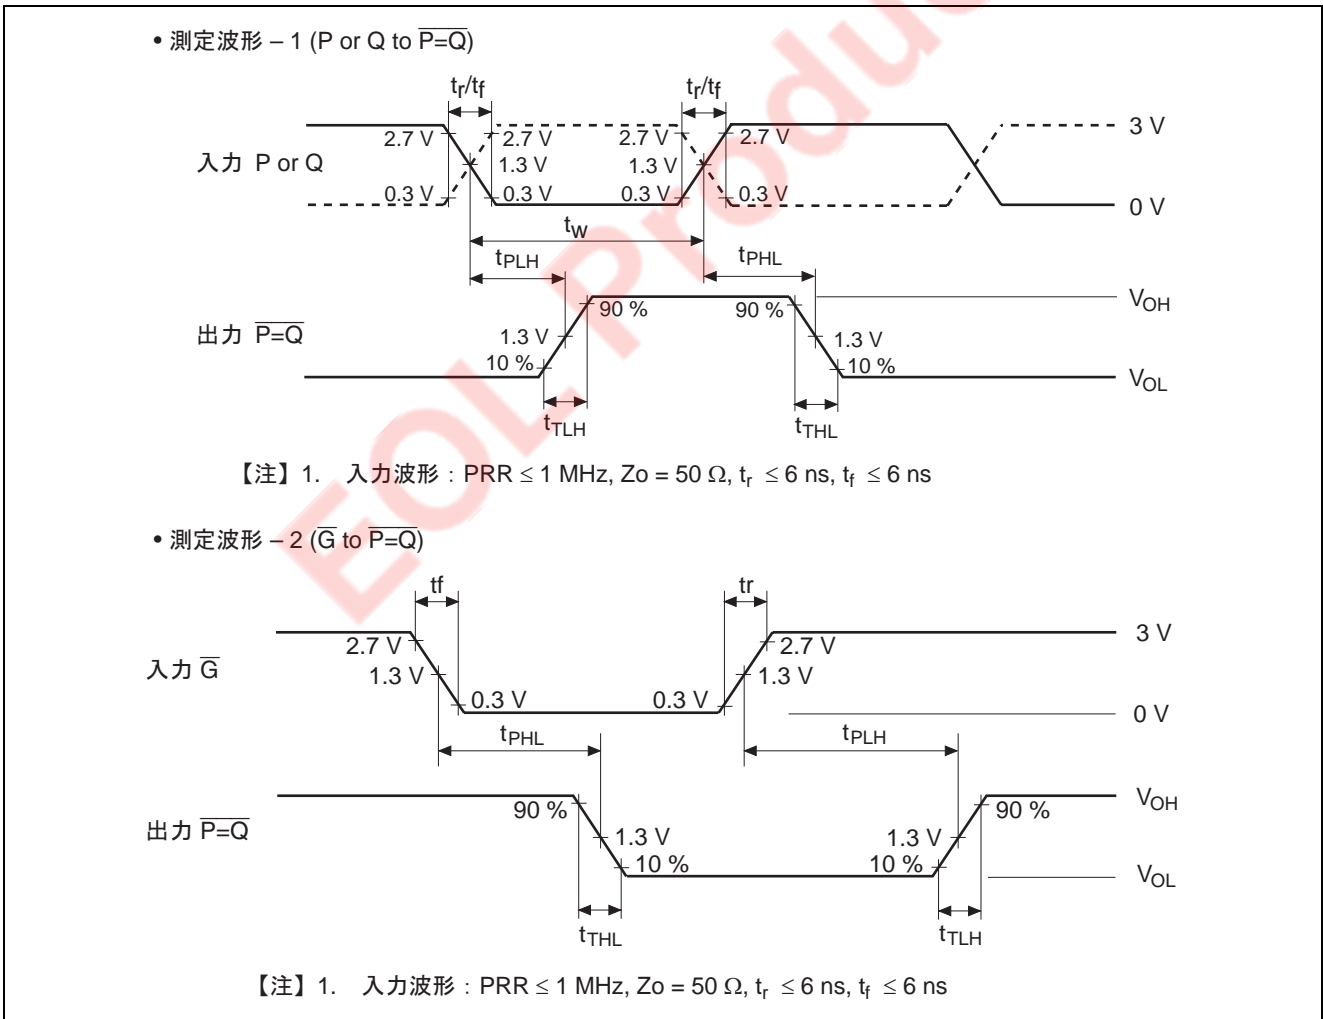 • 測定波形 – 1 (P or Q to P=Q)
tr/tf tr/tf
2.7 V 2.7 V 2.7 V 2.7 V 3 V
入力 P or Q 1.3 V 1.3 V
0.3 V 0.3 V 0.3 V 0.3 V 0 V
tW
tPLH tPHL
90 % 90 % VOH
出力 P=Q 1.3 V 1.3 V
10 % 10 % VOL
tTLH tTHL
【注】 1. 入力波形：PRR ≤ 1 MHz, Zo = 50 Ω, tr ≤ 6 ns, tf ≤ 6 ns
• 測定波形 – 2 (G to P=Q)
tf tr
2.7 V 2.7 V 3 V
入力 G 1.3 V 1.3 V
0.3 V 0.3 V 0 V
tPHL tPLH
90 % 90 % VOH
出力 P=Q 1.3 V 1.3 V
10 % 10 % VOL
tTHL tTLH
【注】 1. 入力波形：PRR ≤ 1 MHz, Zo = 50 Ω, tr ≤ 6 ns, tf ≤ 6 ns
EOL Produc